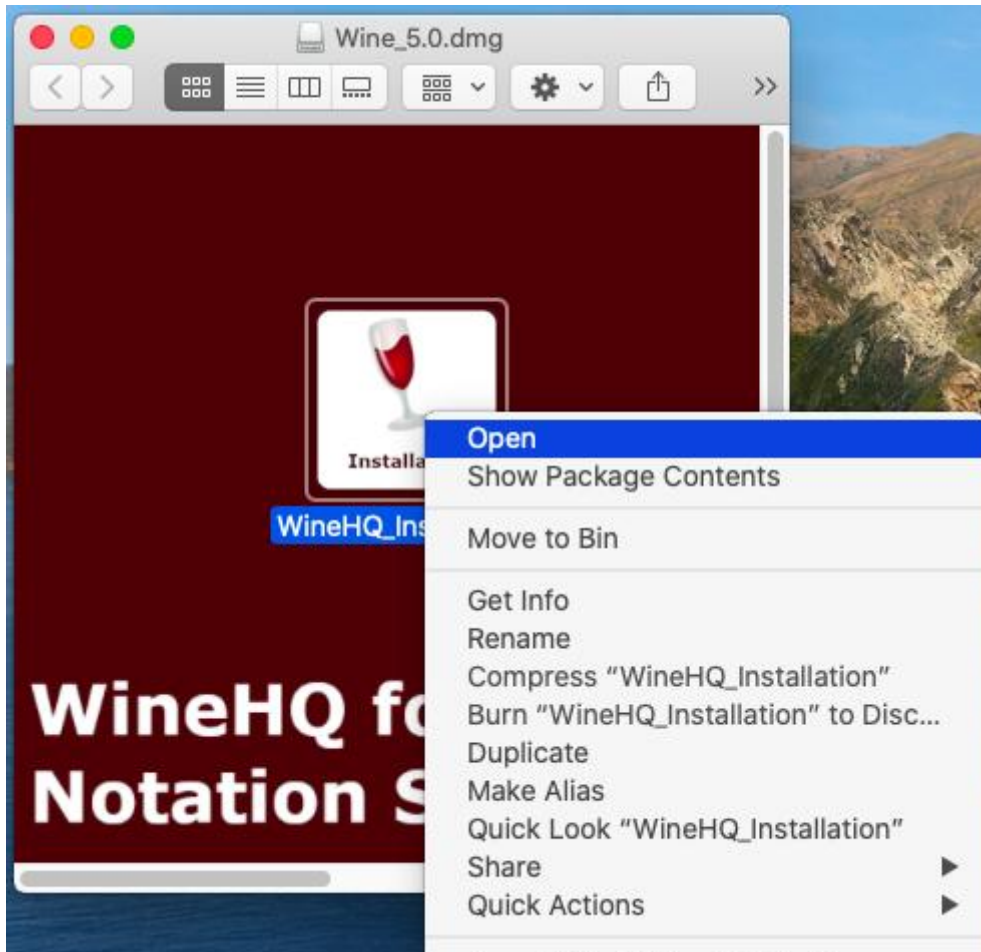 Wine_5.0.dmg
Installa
WineHQ_Ins
Open
Show Package Contents
Move to Bin
Get Info
Rename
Compress “WineHQ_Installation”
Burn “WineHQ_Installation” to Disc...
Duplicate
Make Alias
Quick Look “WineHQ_Installation”
Share
Quick Actions
WineHQ fo
Notation S